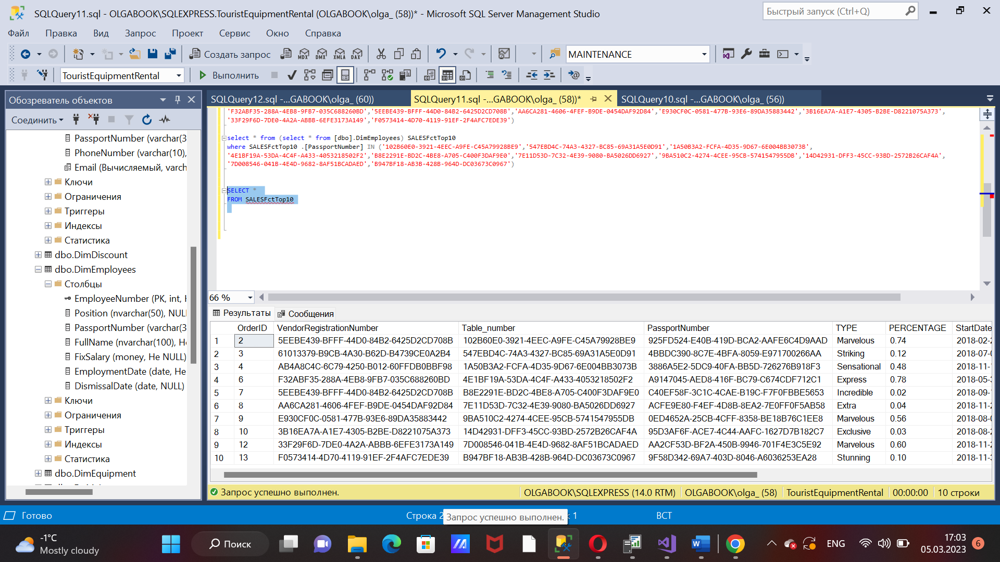 SQLQuery11.sql - OLGABOOK\SQLEXPRESS.TouristEquipmentRental (OLGABOOK\olga_ (58))* - Microsoft SQL Server Management Studio
Быстрый запуск (Ctrl+Q)
Файл Правка Вид Запрос Проект Сервис Окно Справка
Создать запрос MDX DMX XMLA DAX MAINTENANCE
TouristEquipmentRental Выполнить
Обозреватель объектов
SQLQuery12.sql -...GABOOK\olga_ (60)) SQLQuery11.sql -...GABOOK\olga_ (58))* SQLQuery10.sql -...GABOOK\olga_ (56))
Соединить
PassportNumber (varchar(3
PhoneNumber (varchar(10),
Email (Вычисляемый, varch
Ключи
Ограничения
Триггеры
Индексы
Статистика
dbo.DimDiscount
dbo.DimEmployees
Столбцы
EmployeeNumber (PK, int, Н
Position (nvarchar(50), NULL
PassportNumber (varchar(3
FullName (nvarchar(100), Не
FixSalary (money, Не NULL)
EmploymentDate (date, Не
DismissalDate (date, NULL)
Ключи
Ограничения
Триггеры
Индексы
Статистика
dbo.DimEquipment
'F32ABF35-288A-4EB8-9FB7-035C688260BD','5EEBE439-BFFF-44D0-84B2-6425D2CD708B','AA6CA281-4606-4FEF-B9DE-0454DAF92D84','E930CF0C-0581-477B-93E6-89DA35883442','3B16EA7A-A1E7-4305-B2BE-D8221075A373',
'33F29F6D-7DE0-4A2A-ABBB-6EFE3173A149','F0573414-4D70-4119-91EF-2F4AFC7EDE39')
select * from (select * from [dbo].DimEmployees) SALESFctTop10
where SALESFctTop10 .[PassportNumber] IN ('102B60E0-3921-4EEC-A9FE-C45A79928BE9','547EBD4C-74A3-4327-BC85-69A31A5E0D91','1A50B3A2-FCFA-4D35-9D67-6E004BB3073B',
'4E1BF19A-53DA-4C4F-A433-4053218502F2','B8E2291E-BD2C-4BE8-A705-C400F3DAF9E0','7E11D53D-7C32-4E39-9080-BA5026DD6927','9BA510C2-4274-4CEE-95CB-5741547955DB','14D42931-DFF3-45CC-93BD-2572B26CAF4A',
'7D008546-041B-4E4D-9682-8AF51BCADAED','B947BF18-AB3B-428B-964D-DC03673C0967')
SELECT *
FROM SALESFctTop10
66 %
Результаты Сообщения
OrderID VendorRegistrationNumber Table_number PassportNumber TYPE PERCENTAGE StartDate
1 2 5EEBE439-BFFF-44D0-84B2-6425D2CD708B 102B60E0-3921-4EEC-A9FE-C45A79928BE9 925FD524-E40B-419D-BCA2-AAFE6C4D9AAD Marvelous 0.74 2018-02-2
2 3 61013379-B9CB-4A30-B62D-B4739CE0A2B4 547EBD4C-74A3-4327-BC85-69A31A5E0D91 4BBDC390-8C7E-4BFA-8059-E971700266AA Striking 0.12 2018-07-0
3 4 AB4A8C4C-6C79-4250-B012-60FFDB0BBF98 1A50B3A2-FCFA-4D35-9D67-6E004BB3073B 3886A5E2-5DC9-40FA-BB5D-726276B918F3 Sensational 0.48 2018-11-
4 6 F32ABF35-288A-4EB8-9FB7-035C688260BD 4E1BF19A-53DA-4C4F-A433-4053218502F2 A9147045-AED8-416F-BC79-C674CDF712C1 Express 0.78 2018-05-3
5 7 5EEBE439-BFFF-44D0-84B2-6425D2CD708B B8E2291E-BD2C-4BE8-A705-C400F3DAF9E0 C40EF58F-3C1C-4CAE-B19C-F7F0FBBE5653 Incredible 0.02 2018-09-
6 8 AA6CA281-4606-4FEF-B9DE-0454DAF92D84 7E11D53D-7C32-4E39-9080-BA5026DD6927 ACFE9E80-F4EF-4D8B-8EA2-7E0FF0F5AB58 Extra 0.04 2018-11-2
7 9 E930CF0C-0581-477B-93E6-89DA35883442 9BA510C2-4274-4CEE-95CB-5741547955DB 0ED4652A-25CB-4CFF-8358-BE18B76C1EE8 Marvelous 0.56 2018-08-0
8 10 3B16EA7A-A1E7-4305-B2BE-D8221075A373 14D42931-DFF3-45CC-93BD-2572B26CAF4A 95D3AF6F-ACE7-4C44-AAFC-1627D7B182C7 Exclusive 0.03 2018-08-2
9 12 33F29F6D-7DE0-4A2A-ABBB-6EFE3173A149 7D008546-041B-4E4D-9682-8AF51BCADAED AA2CF53D-BF2A-450B-9946-701F4E3C5E92 Marvelous 0.60 2018-11-2
10 13 F0573414-4D70-4119-91EF-2F4AFC7EDE39 B947BF18-AB3B-428B-964D-DC03673C0967 9F58D342-69A7-403D-8046-A6036253EA28 Stunning 0.10 2018-11-3
Запрос успешно выполнен. OLGABOOK\SQLEXPRESS (14.0 RTM) OLGABOOK\olga_ (58) TouristEquipmentRental 00:00:00 10 строки
Готово Строка 2 Запрос успешно выполнен. 1 ВСТ
-1°C
Mostly cloudy
Поиск
ENG
17:03
05.03.2023
6